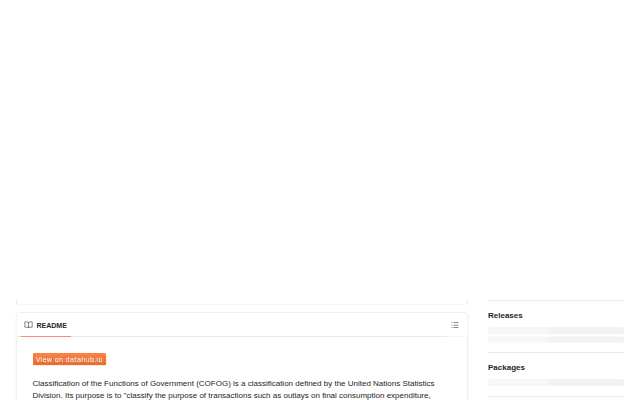 README
View on datahub.io
Classification of the Functions of Government (COFOG) is a classification defined by the United Nations Statistics
Division. Its purpose is to "classify the purpose of transactions such as outlays on final consumption expenditure,
Releases
Packages